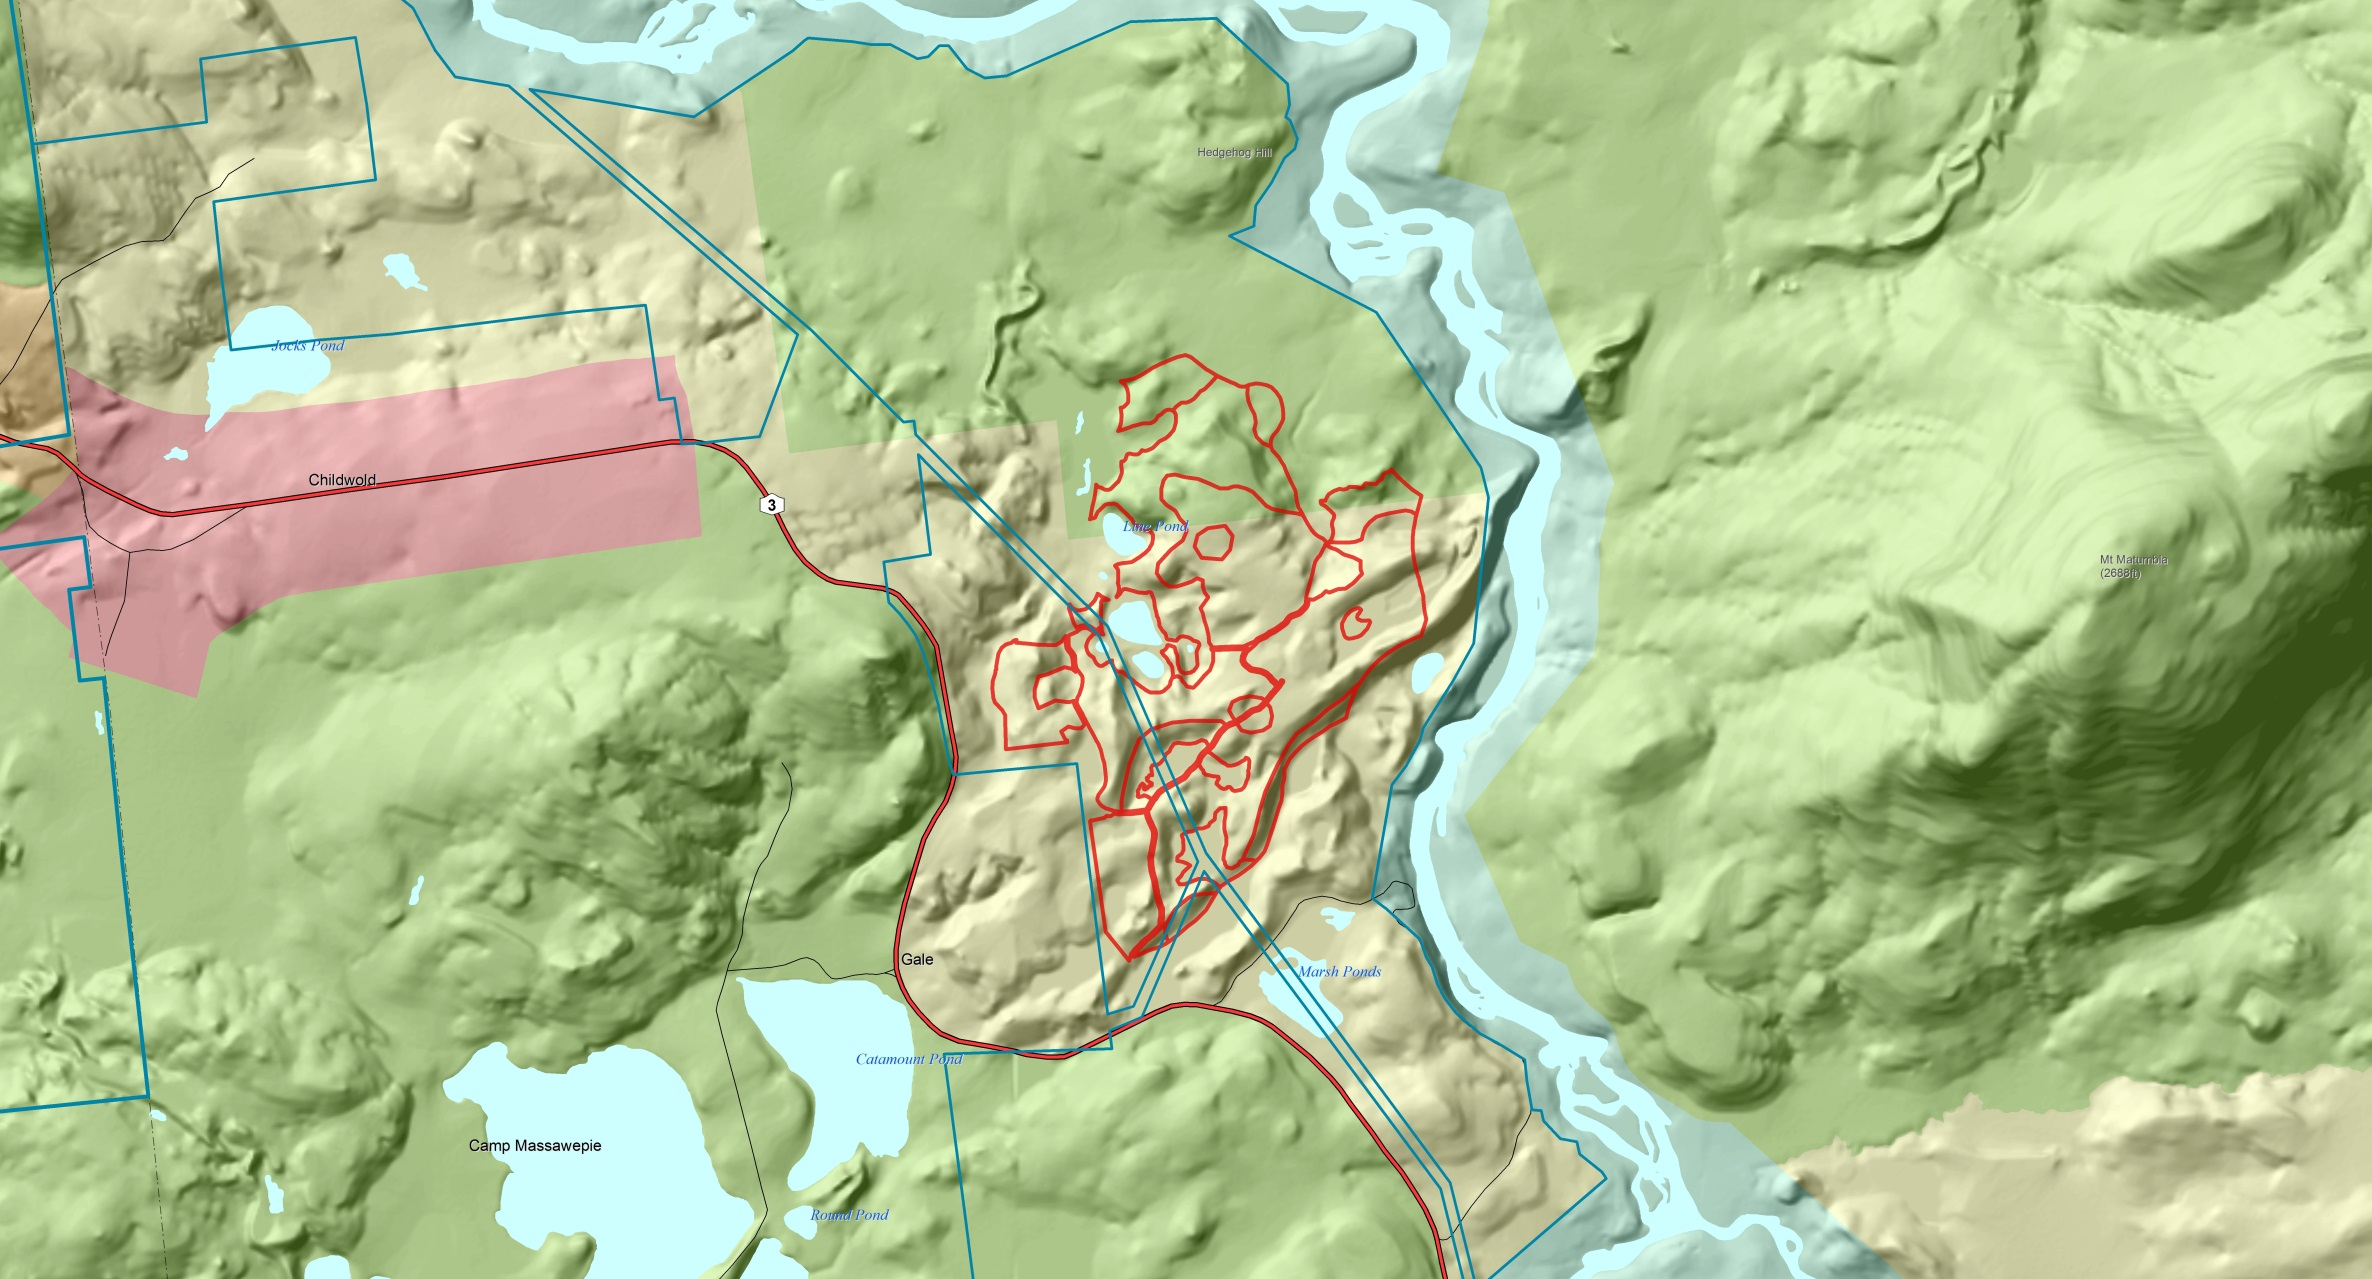 Hedgehog Hill
Jocks Pond
Childwold
3
Line Pond
Mt Matumbla
(2688ft)
Gale
Marsh Ponds
Catamount Pond
Camp Massawepie
Round Pond